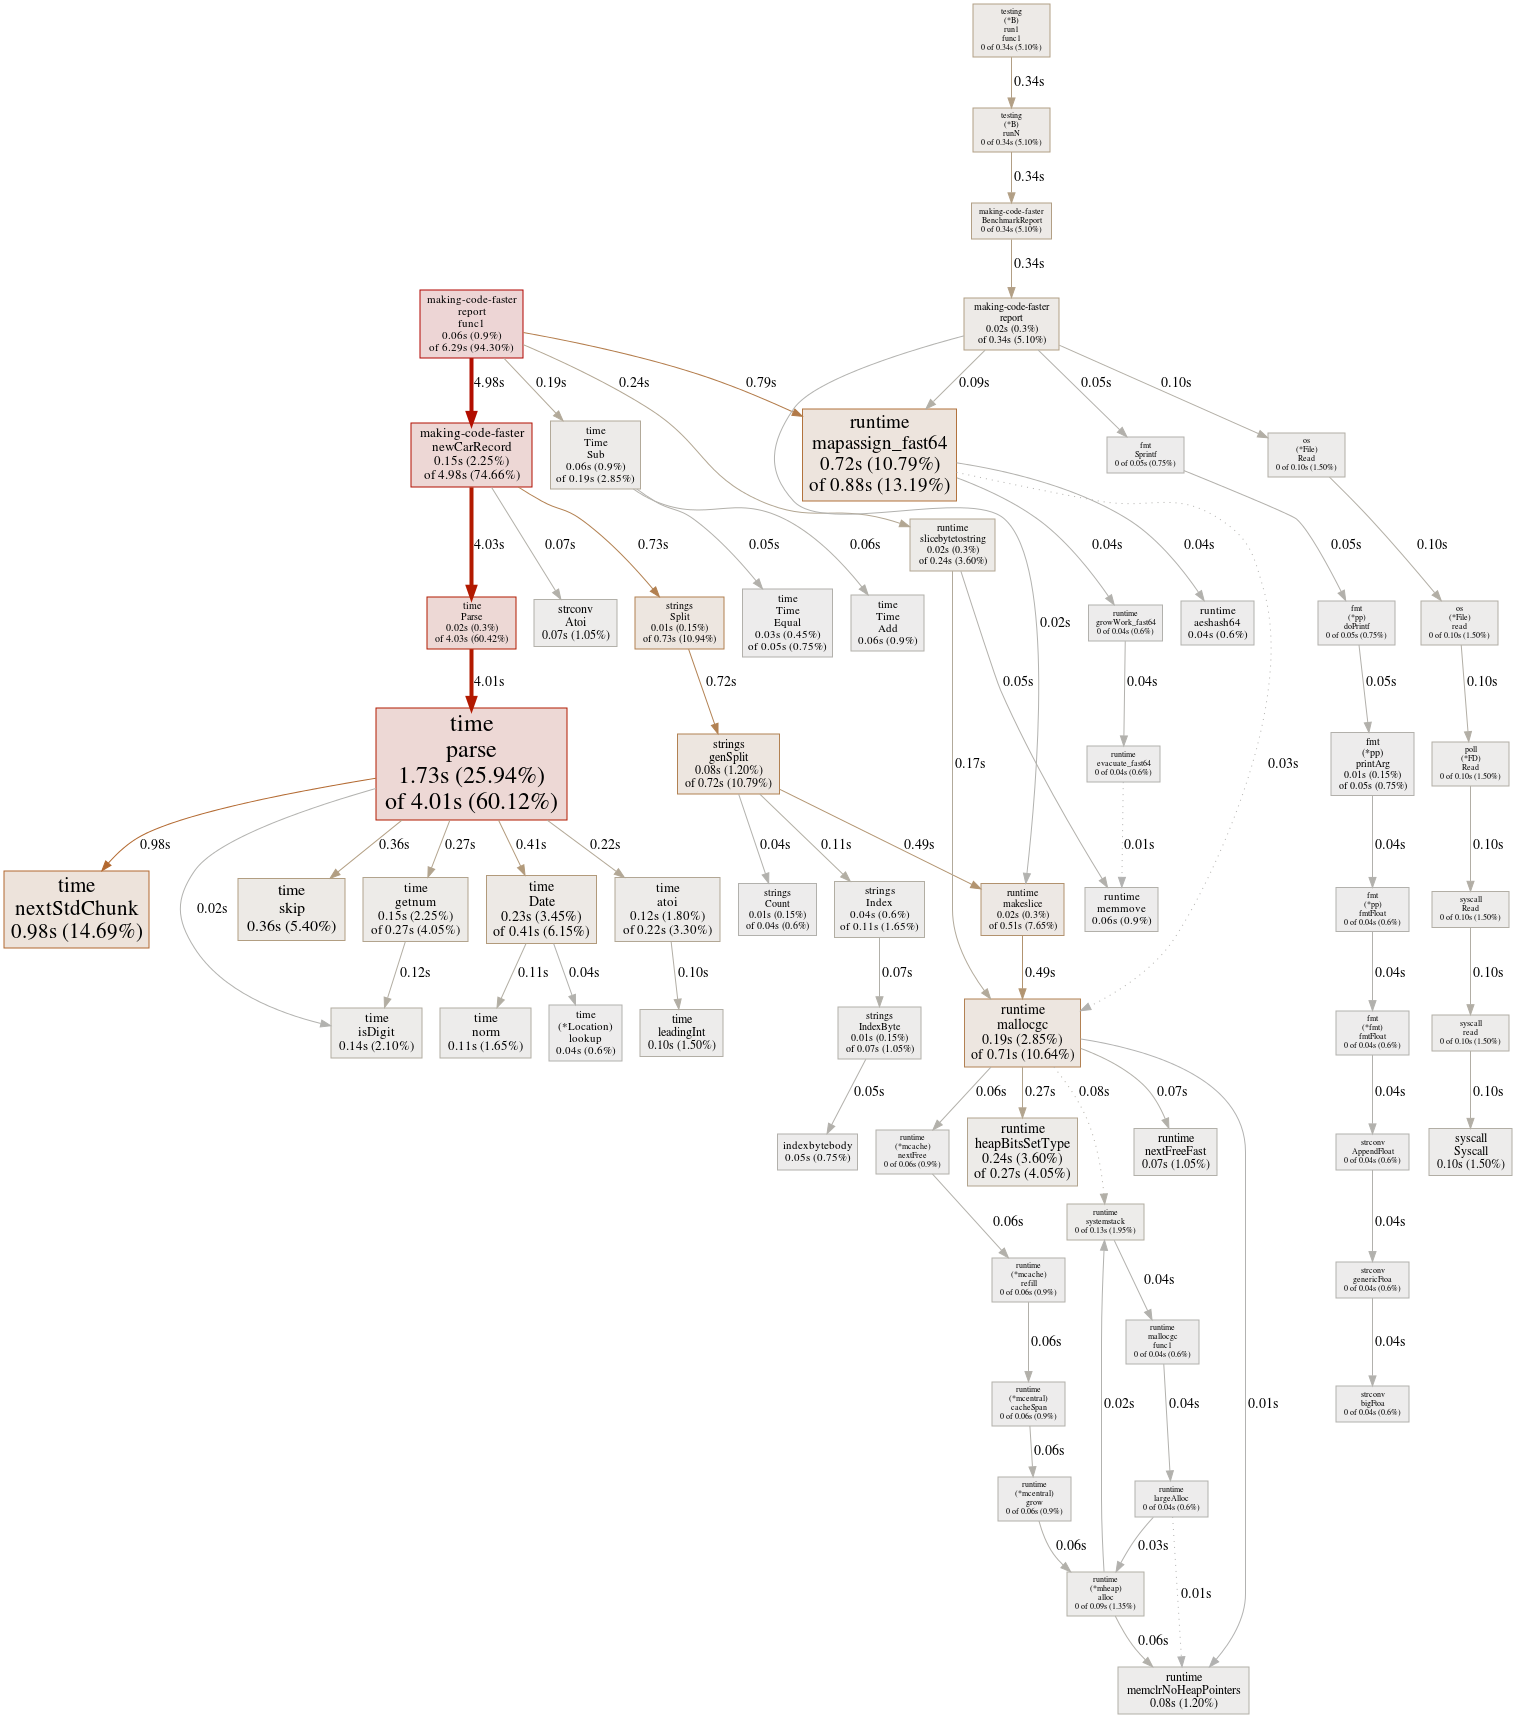 testing
(*B)
run1
func1
0 of 0.34s (5.10%)
0.34s
testing
(*B)
runN
0 of 0.34s (5.10%)
0.34s
making-code-faster
BenchmarkReport
0 of 0.34s (5.10%)
0.34s
making-code-faster
report
func1
0.06s (0.9%)
of 6.29s (94.30%)
making-code-faster
report
0.02s (0.3%)
of 0.34s (5.10%)
4.98s
0.19s
0.24s
0.79s
0.09s
0.05s
0.10s
making-code-faster
newCarRecord
0.15s (2.25%)
of 4.98s (74.66%)
time
Time
Sub
0.06s (0.9%)
of 0.19s (2.85%)
runtime
mapassign_fast64
0.72s (10.79%)
of 0.88s (13.19%)
fmt
Sprintf
0 of 0.05s (0.75%)
os
(*File)
Read
0 of 0.10s (1.50%)
runtime
slicebytetostring
0.02s (0.3%)
of 0.24s (3.60%)
4.03s
0.07s
0.73s
0.05s
0.06s
0.04s
0.04s
0.05s
0.10s
time
Parse
0.02s (0.3%)
of 4.03s (60.42%)
strconv
Atoi
0.07s (1.05%)
strings
Split
0.01s (0.15%)
of 0.73s (10.94%)
time
Time
Equal
0.03s (0.45%)
of 0.05s (0.75%)
time
Time
Add
0.06s (0.9%)
0.02s
runtime
growWork_fast64
0 of 0.04s (0.6%)
runtime
aeshash64
0.04s (0.6%)
fmt
(*pp)
doPrintf
0 of 0.05s (0.75%)
os
(*File)
read
0 of 0.10s (1.50%)
4.01s
0.72s
0.05s
0.04s
0.05s
0.10s
time
parse
1.73s (25.94%)
of 4.01s (60.12%)
strings
genSplit
0.08s (1.20%)
of 0.72s (10.79%)
0.17s
runtime
evacuate_fast64
0 of 0.04s (0.6%)
0.03s
fmt
(*pp)
printArg
0.01s (0.15%)
of 0.05s (0.75%)
poll
(*FD)
Read
0 of 0.10s (1.50%)
0.98s
0.02s
0.36s
0.27s
0.41s
0.22s
0.04s
0.11s
0.49s
0.01s
0.04s
0.10s
time
nextStdChunk
0.98s (14.69%)
time
skip
0.36s (5.40%)
time
getnum
0.15s (2.25%)
of 0.27s (4.05%)
time
Date
0.23s (3.45%)
of 0.41s (6.15%)
time
atoi
0.12s (1.80%)
of 0.22s (3.30%)
strings
Count
0.01s (0.15%)
of 0.04s (0.6%)
strings
Index
0.04s (0.6%)
of 0.11s (1.65%)
runtime
makeslice
0.02s (0.3%)
of 0.51s (7.65%)
runtime
memmove
0.06s (0.9%)
fmt
(*pp)
fmtFloat
0 of 0.04s (0.6%)
syscall
Read
0 of 0.10s (1.50%)
0.12s
0.11s
0.04s
0.10s
0.07s
0.49s
0.04s
0.10s
time
isDigit
0.14s (2.10%)
time
norm
0.11s (1.65%)
time
(*Location)
lookup
0.04s (0.6%)
time
leadingInt
0.10s (1.50%)
strings
IndexByte
0.01s (0.15%)
of 0.07s (1.05%)
runtime
mallocgc
0.19s (2.85%)
of 0.71s (10.64%)
fmt
(*fmt)
fmtFloat
0 of 0.04s (0.6%)
syscall
read
0 of 0.10s (1.50%)
0.05s
0.06s
0.27s
0.08s
0.07s
0.04s
0.10s
indexbytebody
0.05s (0.75%)
runtime
(*mcache)
nextFree
0 of 0.06s (0.9%)
runtime
heapBitsSetType
0.24s (3.60%)
of 0.27s (4.05%)
runtime
nextFreeFast
0.07s (1.05%)
strconv
AppendFloat
0 of 0.04s (0.6%)
syscall
Syscall
0.10s (1.50%)
0.06s
runtime
systemstack
0 of 0.13s (1.95%)
0.04s
runtime
(*mcache)
refill
0 of 0.06s (0.9%)
0.04s
strconv
genericFtoa
0 of 0.04s (0.6%)
0.06s
runtime
mallocgc
func1
0 of 0.04s (0.6%)
0.04s
runtime
(*mcentral)
cacheSpan
0 of 0.06s (0.9%)
0.02s
0.04s
0.01s
strconv
bigFtoa
0 of 0.04s (0.6%)
0.06s
runtime
(*mcentral)
grow
0 of 0.06s (0.9%)
runtime
largeAlloc
0 of 0.04s (0.6%)
0.06s
0.03s
runtime
(*mheap)
alloc
0 of 0.09s (1.35%)
0.01s
0.06s
runtime
memclrNoHeapPointers
0.08s (1.20%)